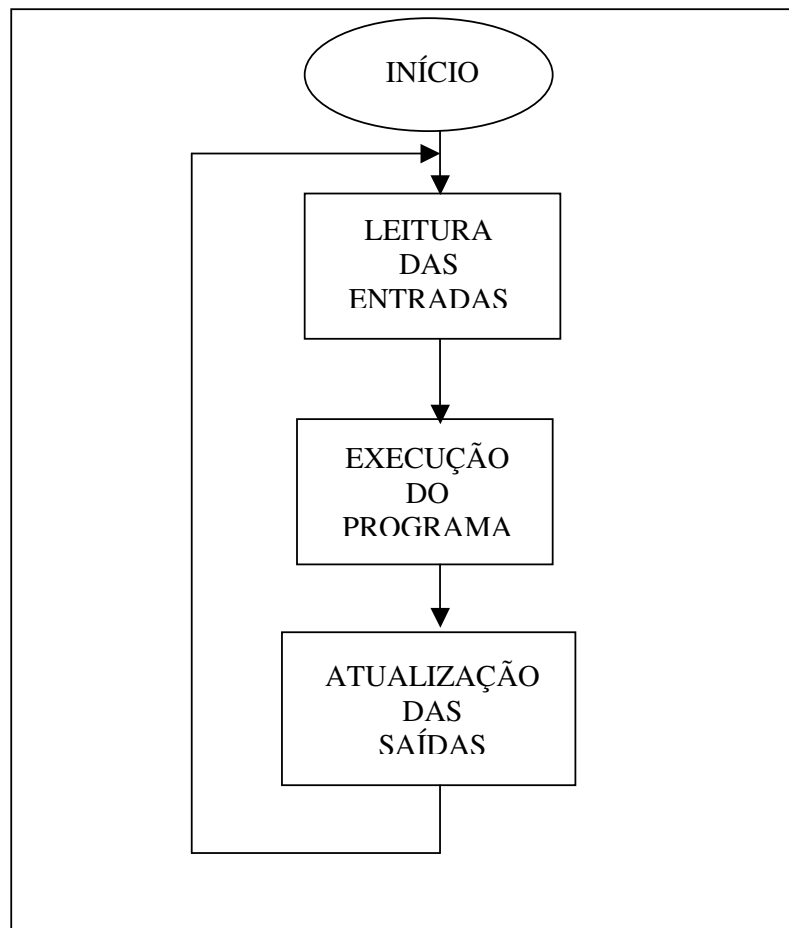 INÍCIO
LEITURA
DAS
ENTRADAS
EXECUÇÃO
DO
PROGRAMA
ATUALIZAÇÃO
DAS
SAÍDAS